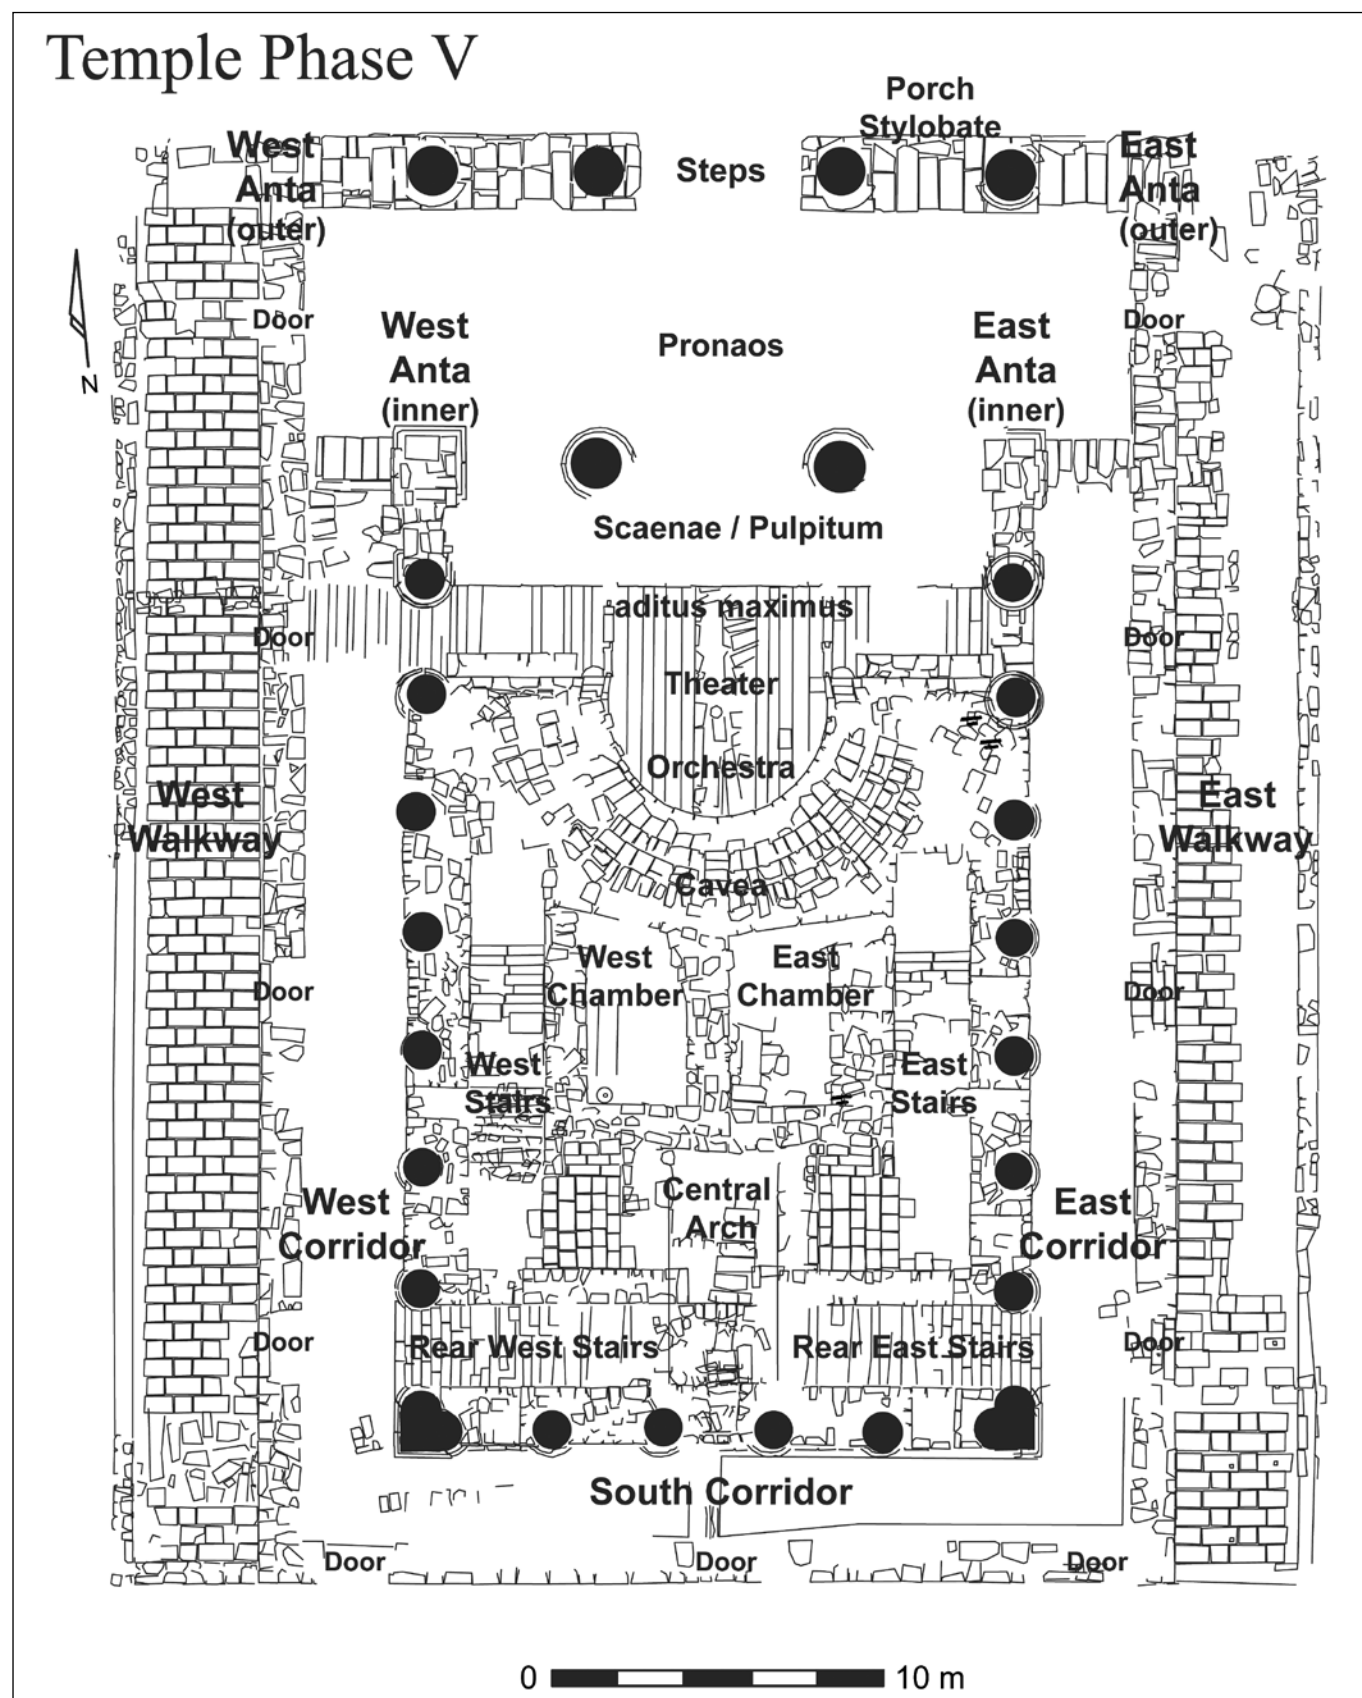 Temple Phase V
Porch
Stylobate
West
Anta
(outer)
Steps
East
Anta
(outer)
N
Door
West
Anta
(inner)
Pronaos
East
Anta
(inner)
Door
Scaenae / Pulpitum
aditus maximus
Door
Door
Theater
Orchestra
West
Walkway
East
Walkway
Cavea
West
Chamber
East
Chamber
Door
Door
West
Stairs
East
Stairs
West
Corridor
Central
Arch
East
Corridor
Door
Rear West Stairs
Rear East Stairs
Door
South Corridor
Door
Door
Door
0 10 m